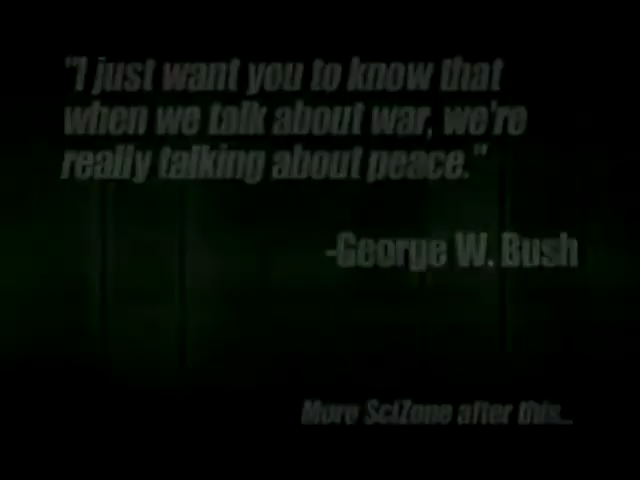 "I just want you to know that
when we talk about war, we're
really talking about peace."
-George W. Bush
More SciZone after this...